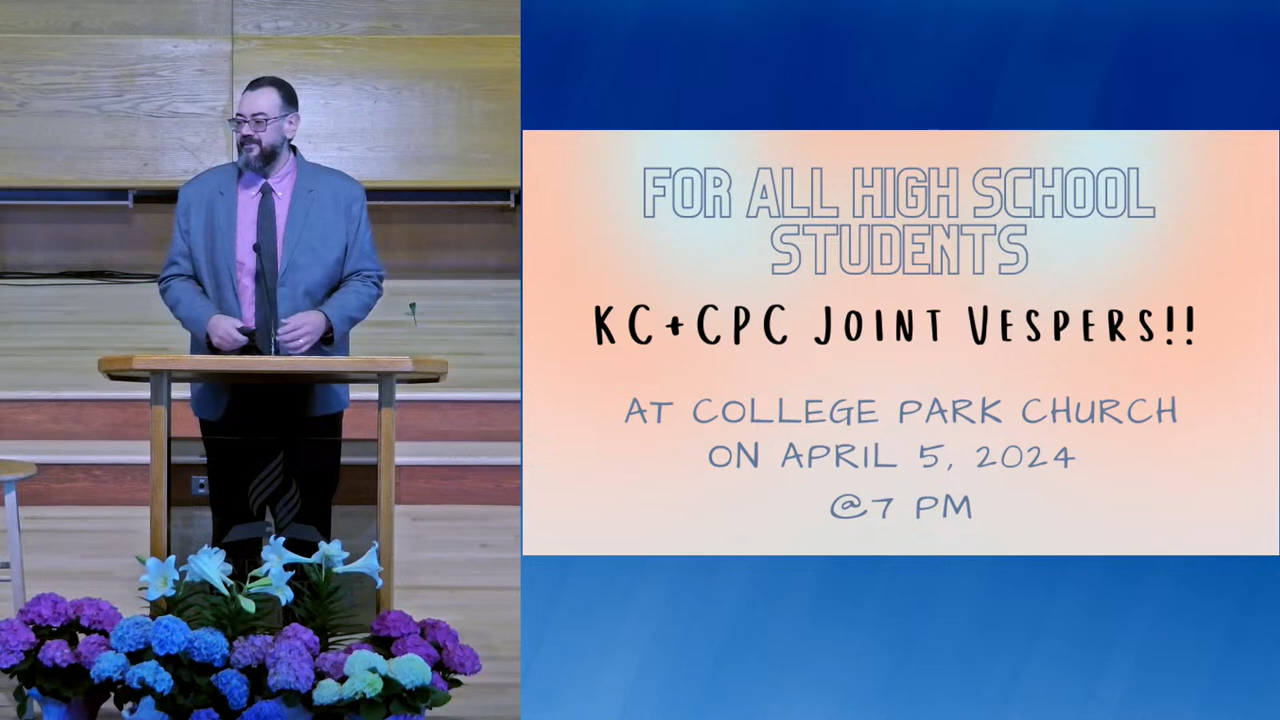 FOR ALL HIGH SCHOOL
STUDENTS
KC+CPC JOINT VESPERS!!
AT COLLEGE PARK CHURCH
ON APRIL 5, 2024
@7 PM